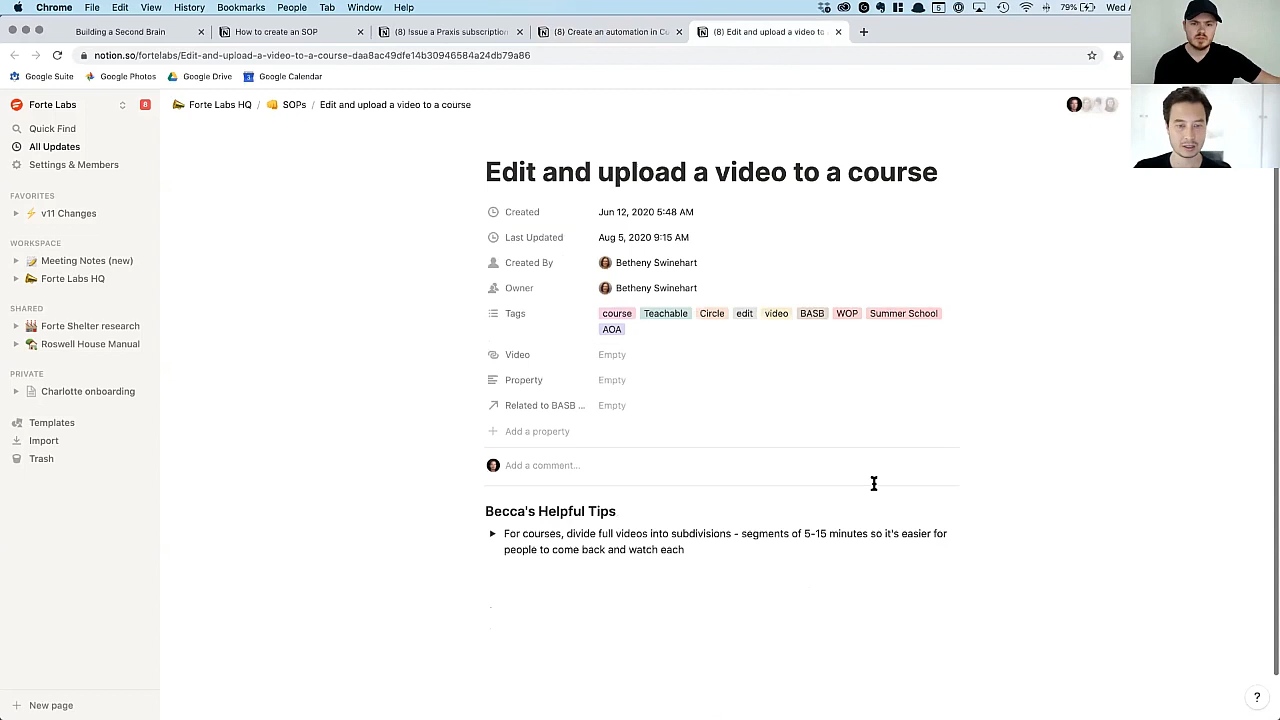 Chrome File Edit View History Bookmarks People Tab Window Help
5 79% Wed A
Building a Second Brain
How to create an SOP
(8) Issue a Praxis subscripti
(8) Create an automation in Co
(8) Edit and upload a video to
notion.so/fortelabs/Edit-and-upload-a-video-to-a-course-daa8ac49dfe14b30946584a24db79a86
Google Suite Google Photos Google Drive Google Calendar
Forte Labs 8
Forte Labs HQ / SOPs / Edit and upload a video to a course
Quick Find
All Updates
Settings & Members
FAVORITES
v11 Changes
WORKSPACE
Meeting Notes (new)
Forte Labs HQ
SHARED
Forte Shelter research
Roswell House Manual
PRIVATE
Charlotte onboarding
Templates
Import
Trash
New page
Edit and upload a video to a course
Created Jun 12, 2020 5:48 AM
Last Updated Aug 5, 2020 9:15 AM
Created By Betheny Swinehart
Owner Betheny Swinehart
Tags course Teachable Circle edit video BASB WOP Summer School
AOA
Video Empty
Property Empty
Related to BASB ... Empty
Add a property
Add a comment...
Becca's Helpful Tips
For courses, divide full videos into subdivisions - segments of 5-15 minutes so it's easier for
people to come back and watch each
?